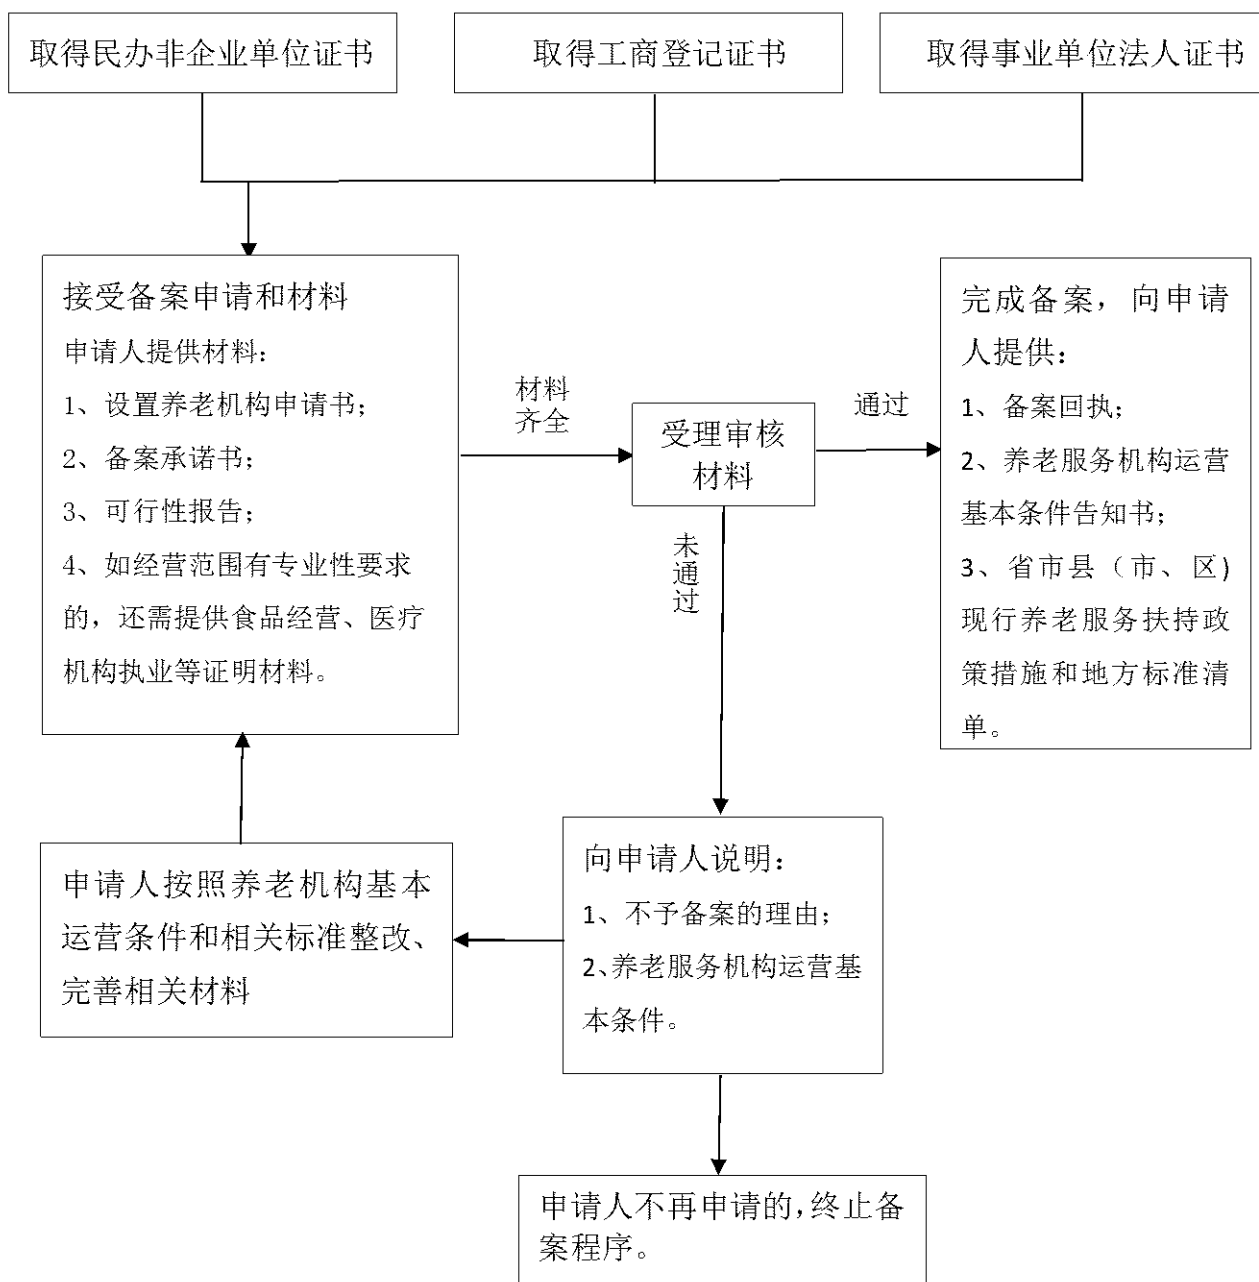 取得民办非企业单位证书
取得工商登记证书
取得事业单位法人证书
接受备案申请和材料
申请人提供材料：
1、设置养老机构申请书；
2、备案承诺书；
3、可行性报告；
4、如经营范围有专业性要求
的，还需提供食品经营、医疗
机构执业等证明材料。
材料
齐全
受理审核
材料
通过
完成备案，向申请
人提供：
1、备案回执；
2、养老服务机构运营
基本条件告知书；
3、省市县（市、区)
现行养老服务扶持政
策措施和地方标准清
单。
未
通
过
向申请人说明：
1、不予备案的理由；
2、养老服务机构运营基
本条件。
申请人按照养老机构基本
运营条件和相关标准整改、
完善相关材料
申请人不再申请的，终止备
案程序。